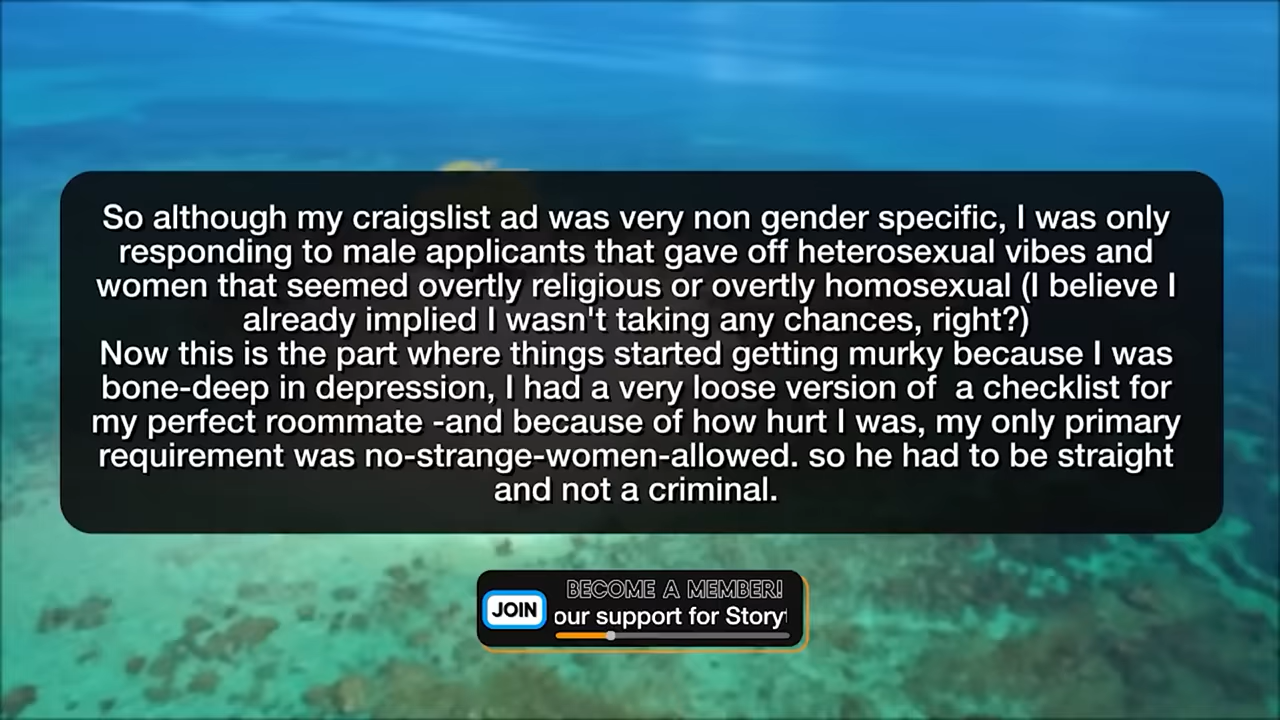 So although my craigslist ad was very non gender specific, I was only
responding to male applicants that gave off heterosexual vibes and
women that seemed overtly religious or overtly homosexual (I believe I
already implied I wasn't taking any chances, right?)
Now this is the part where things started getting murky because I was
bone-deep in depression, I had a very loose version of  a checklist for
my perfect roommate -and because of how hurt I was, my only primary
requirement was no-strange-women-allowed. so he had to be straight
and not a criminal.
BECOME A MEMBER!
JOIN
our support for Story